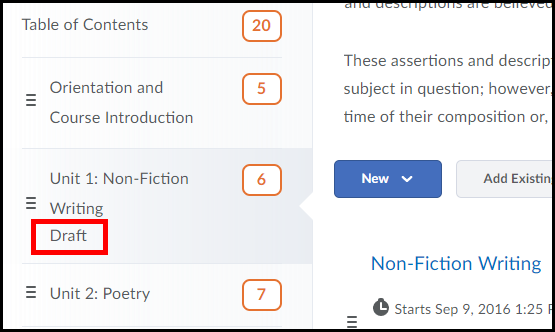 Table of Contents 20
Orientation and
Course Introduction
5
Unit 1: Non-Fiction
Writing
6
Draft
Unit 2: Poetry 7
and descriptions are believed
These assertions and descript
subject in question; however,
time of their composition or,
New
Add Existing
Non-Fiction Writing
Starts Sep 9, 2016 1:25 P